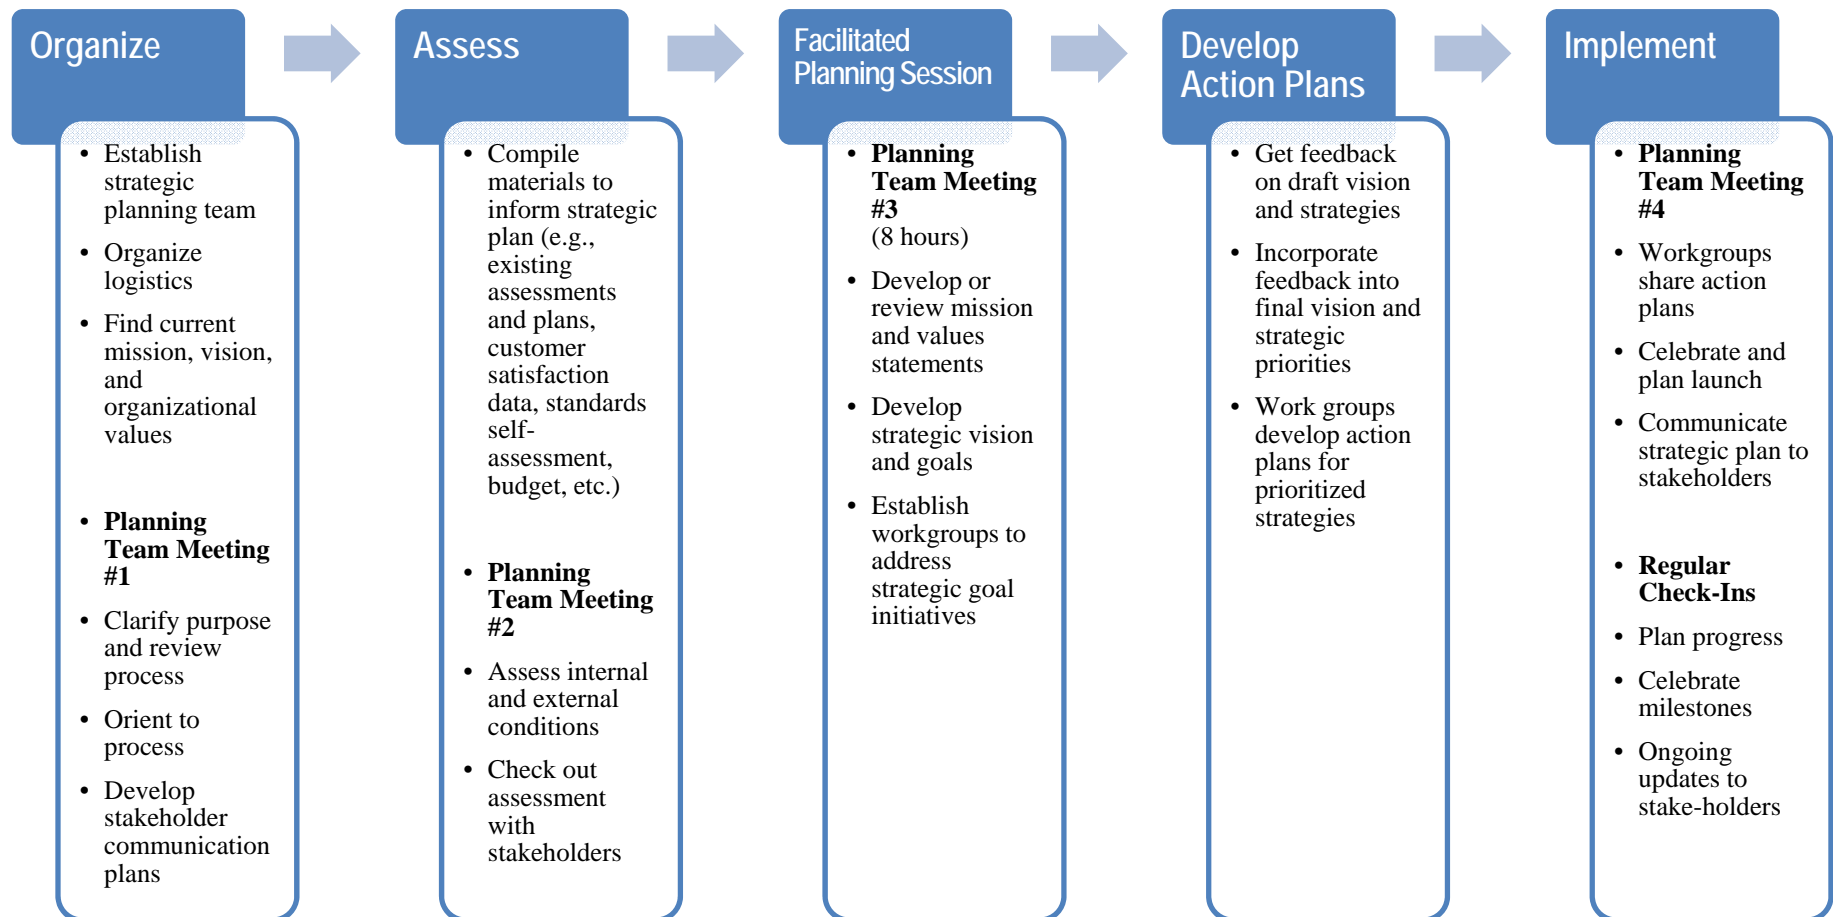 Organize
• Establish
strategic
planning team
• Organize
logistics
• Find current
mission, vision,
and
organizational
values
• Planning
Team Meeting
#1
• Clarify purpose
and review
process
• Orient to
process
• Develop
stakeholder
communication
plans
Assess
• Compile
materials to
inform strategic
plan (e.g.,
existing
assessments
and plans,
customer
satisfaction
data, standards
self-
assessment,
budget, etc.)
• Planning
Team Meeting
#2
• Assess internal
and external
conditions
• Check out
assessment
with
stakeholders
Facilitated
Planning Session
• Planning
Team Meeting
#3
(8 hours)
• Develop or
review mission
and values
statements
• Develop
strategic vision
and goals
• Establish
workgroups to
address
strategic goal
initiatives
Develop
Action Plans
• Get feedback
on draft vision
and strategies
• Incorporate
feedback into
final vision and
strategic
priorities
• Work groups
develop action
plans for
prioritized
strategies
Implement
• Planning
Team Meeting
#4
• Workgroups
share action
plans
• Celebrate and
plan launch
• Communicate
strategic plan to
stakeholders
• Regular
Check-Ins
• Plan progress
• Celebrate
milestones
• Ongoing
updates to
stake-holders